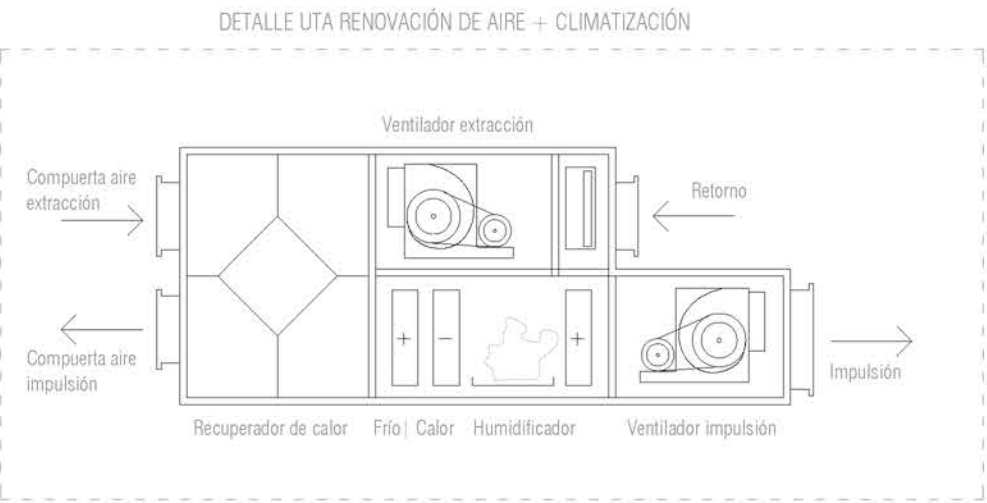 DETALLE UTA RENOVACIÓN DE AIRE + CLIMATIZACIÓN
Ventilador extracción
Compuerta aire
extracción
Retorno
+
−
+
Compuerta aire
impulsión
Impulsión
Recuperador de calor
Frío | Calor
Humidificador
Ventilador impulsión